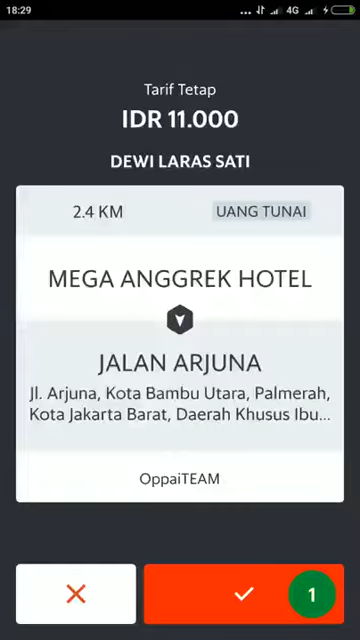 18:29
... 4G
Tarif Tetap
IDR 11.000
DEWI LARAS SATI
2.4 KM
UANG TUNAI
MEGA ANGGREK HOTEL
JALAN ARJUNA
Jl. Arjuna, Kota Bambu Utara, Palmerah,
Kota Jakarta Barat, Daerah Khusus Ibu...
OppaiTEAM
1